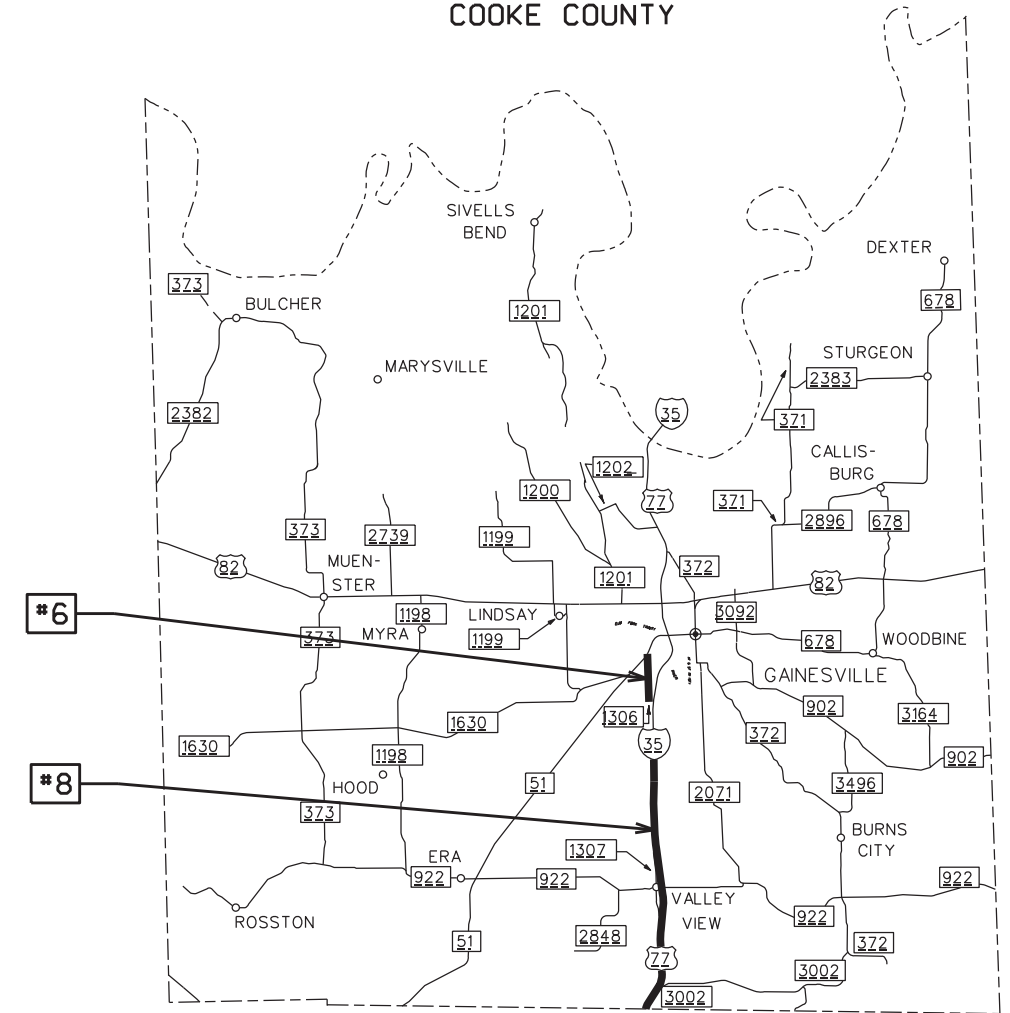 COOKE COUNTY
SIVELLS
BEND
DEXTER
373
BULCHER
678
1201
STURGEON
MARYSVILLE
2383
2382
35
371
CALLIS-
BURG
1202
1200
77
371
2896
678
373
2739
1199
82
MUEN-
STER
372
1201
82
#6
1198
LINDSAY
3092
373
MYRA
1199
678
WOODBINE
GAINESVILLE
902
1630
1306
3164
1630
372
35
1198
902
#8
HOOD
51
2071
3496
373
BURNS
CITY
1307
ERA
922
922
922
VALLEY
VIEW
ROSSTON
922
51
2848
372
77
3002
3002